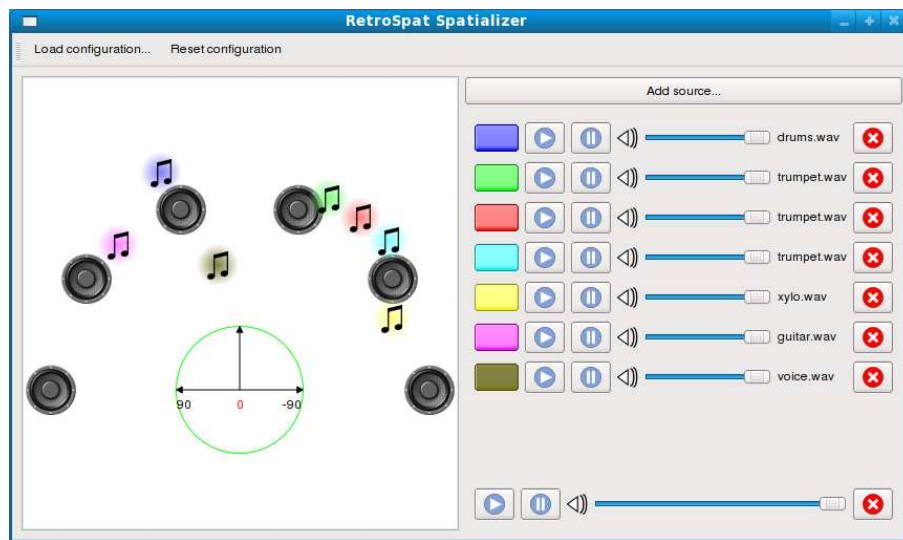 RetroSpat Spatializer
Load configuration... Reset configuration
Add source...
drums.wav
trumpet.wav
trumpet.wav
trumpet.wav
xylo.wav
guitar.wav
voice.wav
90 0 -90